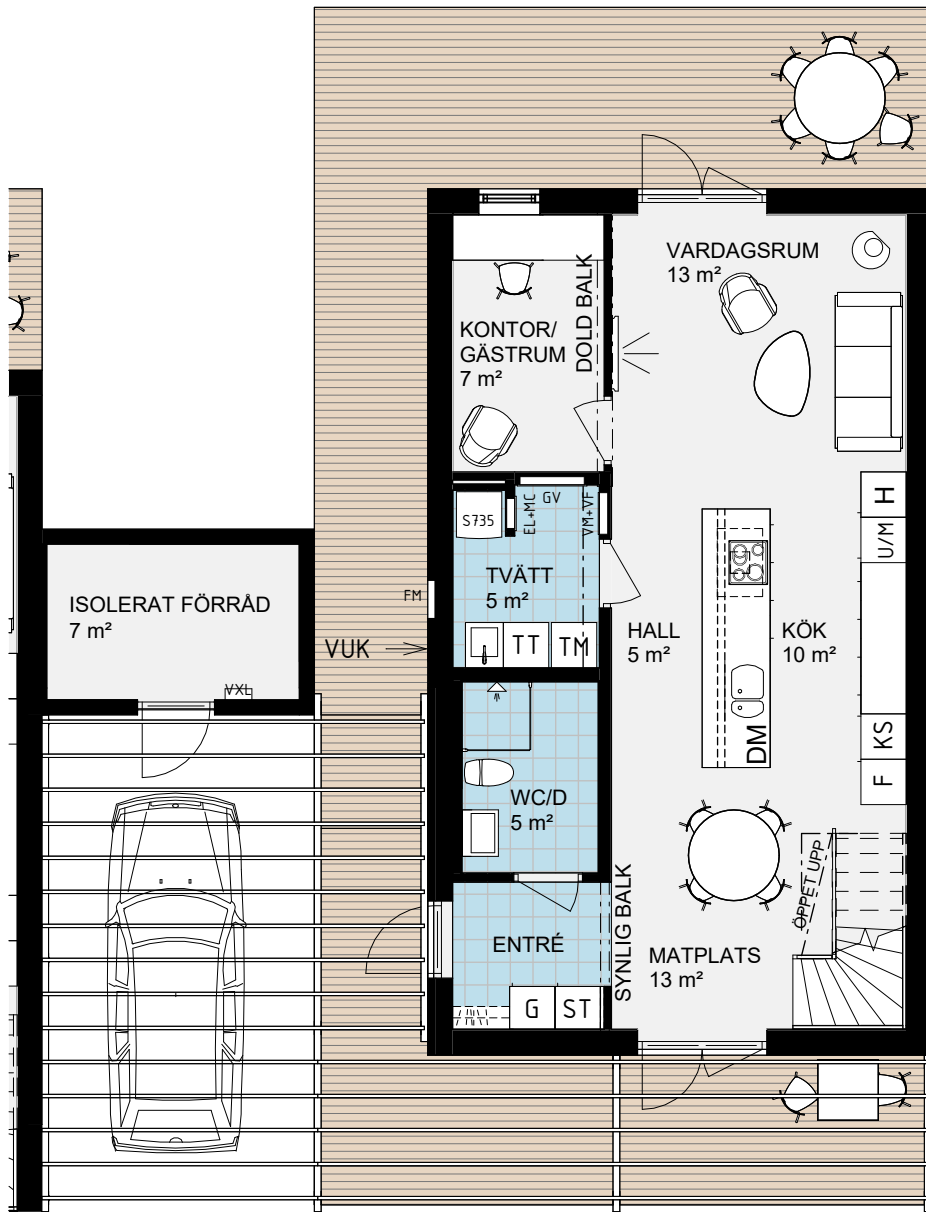 VARDAGSRUM
13 m²
KONTOR/
GÄSTRUM
7 m²
DOLD BALK
H
U/M
S735
EL+MC
GV
VM+VF
TVÄTT
5 m²
FM
ISOLERAT FÖRRÅD
7 m²
VUK
TT
TM
HALL
5 m²
KÖK
10 m²
VXL
DM
KS
F
WC/D
5 m²
ÖPPET UPP
ENTRÉ
SYNLIG BALK
MATPLATS
13 m²
G
ST